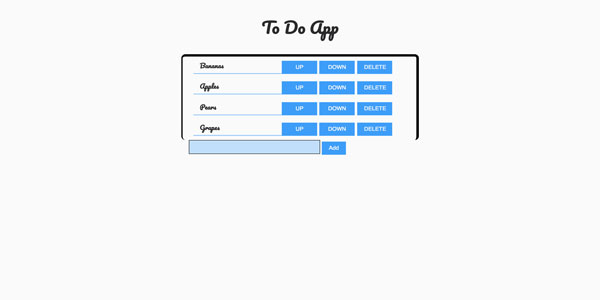 To Do App
Bananas UP DOWN DELETE
Apples UP DOWN DELETE
Pears UP DOWN DELETE
Grapes UP DOWN DELETE
Add